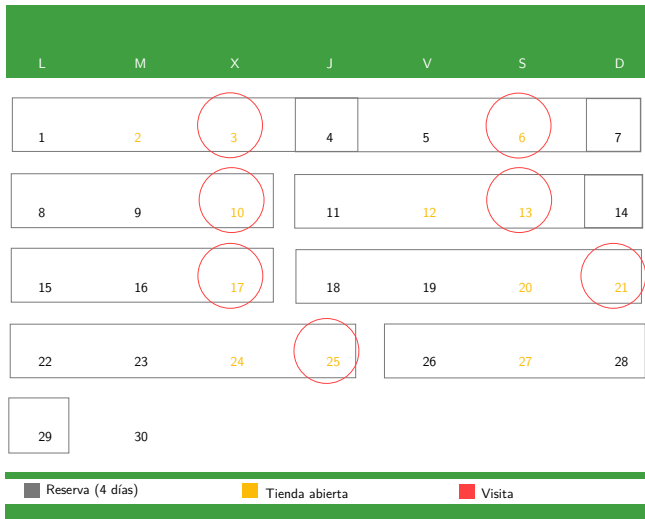 L M X J V S D
1 2 3 4 5 6 7
8 9 10 11 12 13 14
15 16 17 18 19 20 21
22 23 24 25 26 27 28
29 30
Reserva (4 días) Tienda abierta Visita